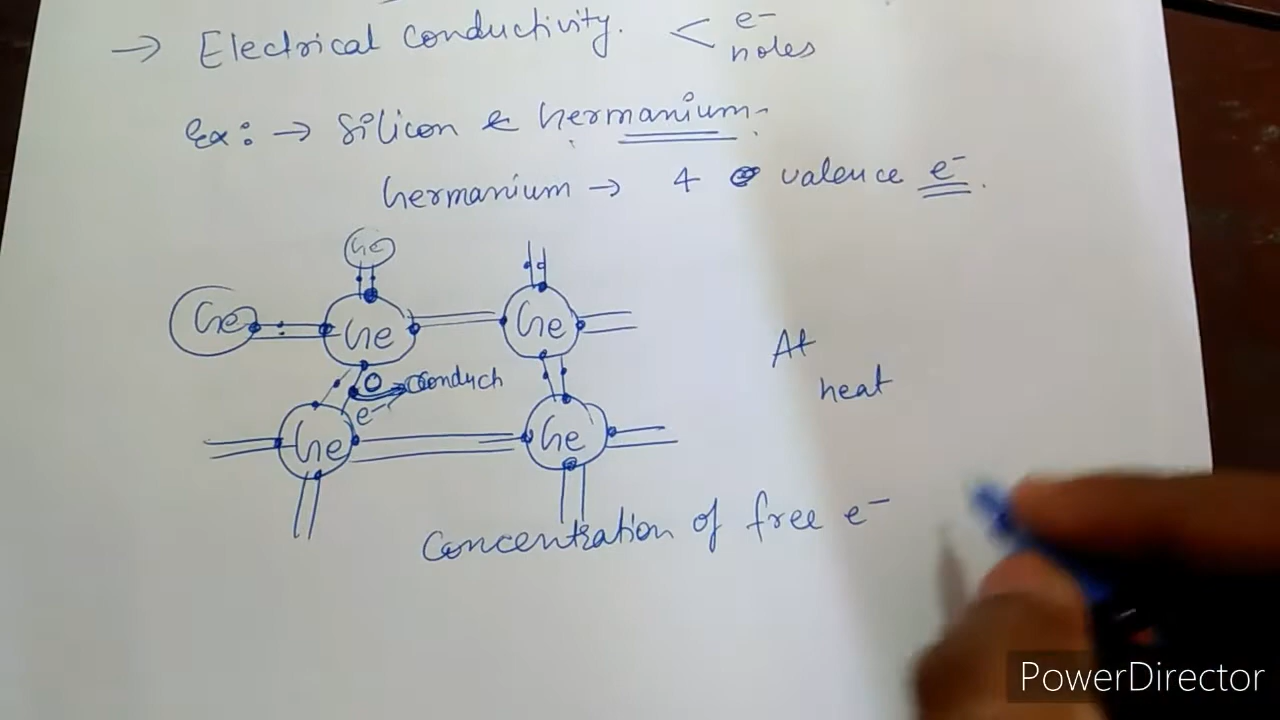 → Electrical conductivity. < e-
holes
Ex: → Silicon & Germanium.
Germanium → 4 valence e-.
Ge
Ge Ge Ge
At
heat
conduct
e-
Ge Ge
Concentration of free e-
PowerDirector